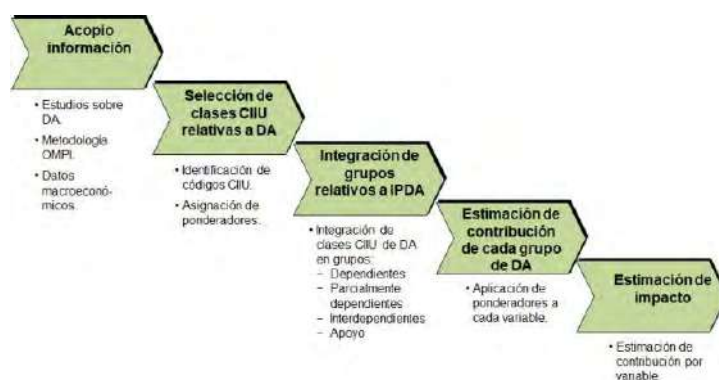 Acopio
información
• Estudios sobre
DA.
• Metodología
OMPI.
• Datos
macroeconó-
micos.
Selección de
clases CIIU
relativas a DA
• Identificación de
códigos CIIU.
• Asignación de
ponderadores.
Integración de
grupos
relativos a IPDA
• Integración de
clases CIIU de DA
en grupos:
– Dependientes
– Parcialmente
dependientes
– Interdependientes
– Apoyo
Estimación de
contribución
de cada grupo
de DA
• Aplicación de
ponderadores a
cada variable.
Estimación de
impacto
• Estimación de
contribución por
variable.